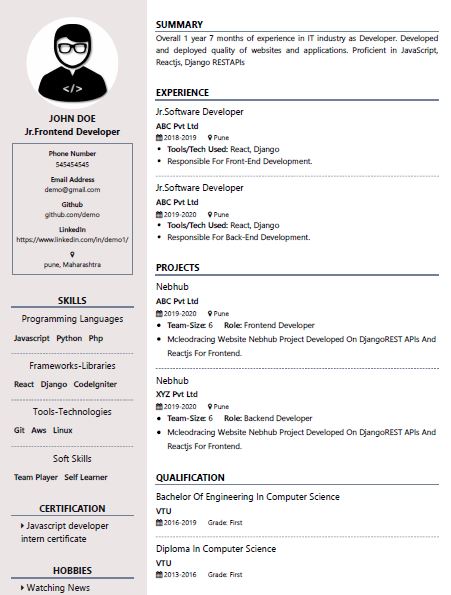 </>
JOHN DOE
Jr.Frontend Developer
Phone Number
545454545
Email Address
demo@gmail.com
Github
github.com/demo
LinkedIn
https://www.linkedin.com/in/demo1/
pune, Maharashtra
SKILLS
Programming Languages
Javascript Python Php
Frameworks-Libraries
React Django CodeIgniter
Tools-Technologies
Git Aws Linux
Soft Skills
Team Player Self Learner
CERTIFICATION
Javascript developer
intern certificate
HOBBIES
Watching News
SUMMARY
Overall 1 year 7 months of experience in IT industry as Developer. Developed
and deployed quality of websites and applications. Proficient in JavaScript,
Reactjs, Django RESTAPIs
EXPERIENCE
Jr.Software Developer
ABC Pvt Ltd
2018-2019 Pune
• Tools/Tech Used: React, Django
• Responsible For Front-End Development.
Jr.Software Developer
ABC Pvt Ltd
2019-2020 Pune
• Tools/Tech Used: React, Django
• Responsible For Back-End Development.
PROJECTS
Nebhub
ABC Pvt Ltd
2019-2020 Pune
• Team-Size: 6 Role: Frontend Developer
• Mcleodracing Website Nebhub Project Developed On DjangoREST APIs And
Reactjs For Frontend.
Nebhub
XYZ Pvt Ltd
2019-2020 Pune
• Team-Size: 6 Role: Backend Developer
• Mcleodracing Website Nebhub Project Developed On DjangoREST APIs And
Reactjs For Frontend.
QUALIFICATION
Bachelor Of Engineering In Computer Science
VTU
2016-2019 Grade: First
Diploma In Computer Science
VTU
2013-2016 Grade: First